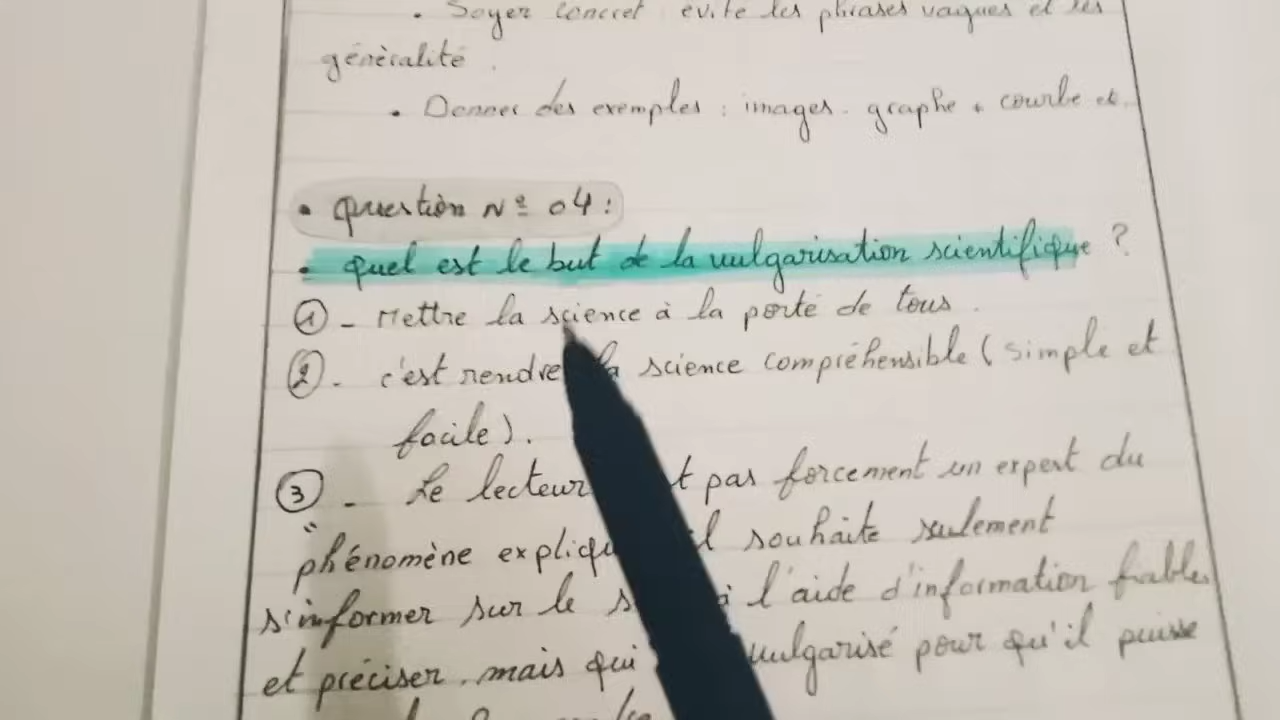 • Soyer concret : évite les phrases vagues et les
généralité .
• Donner des exemples : images. graphe + courbe et..
• Question N° 04 :
• quel est le but de la vulgarisation scientifique ?
① - Mettre la science à la porté de tous .
② - c'est rendre la science compréhensible ( simple et
facile ) .
③ - Le lecteur pas forcement un expert du
"phénomène expliqu il souhaite seulement
s'informer sur le à l'aide d'information fiables
et préciser , mais qui vulgarisé pour qu'il puisse